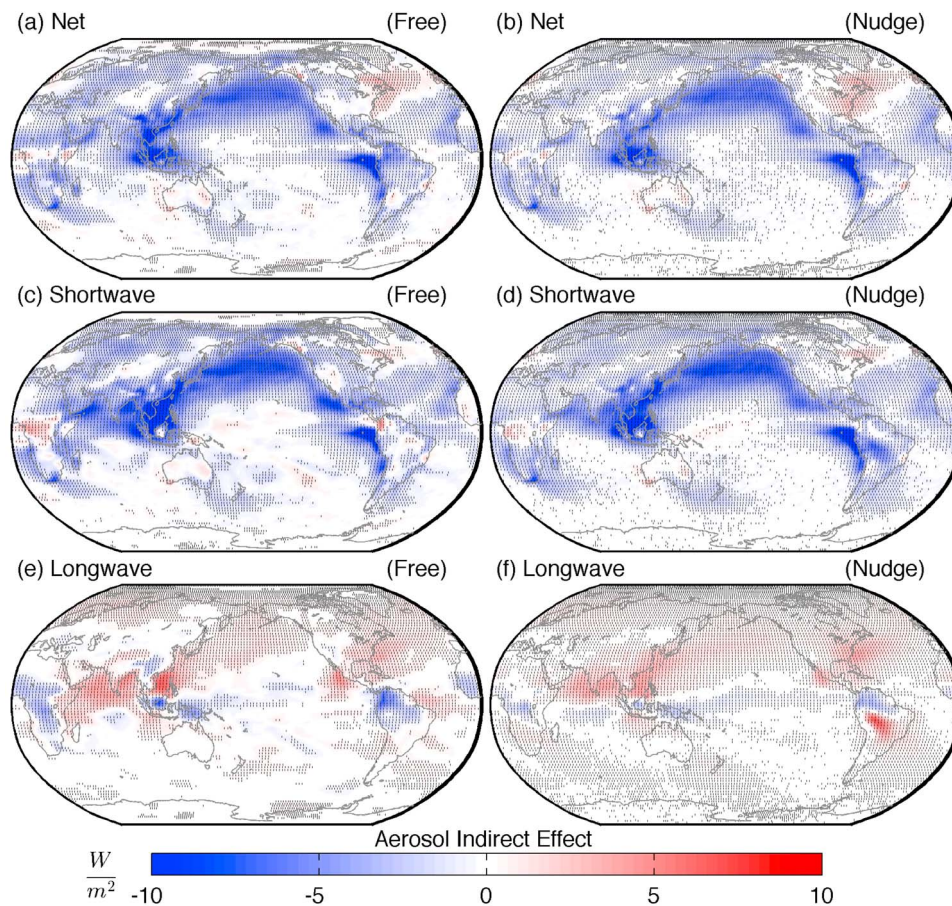 (a) Net (Free) (b) Net (Nudge)
(c) Shortwave (Free) (d) Shortwave (Nudge)
(e) Longwave (Free) (f) Longwave (Nudge)
Aerosol Indirect Effect
W
m²
-10 -5 0 5 10